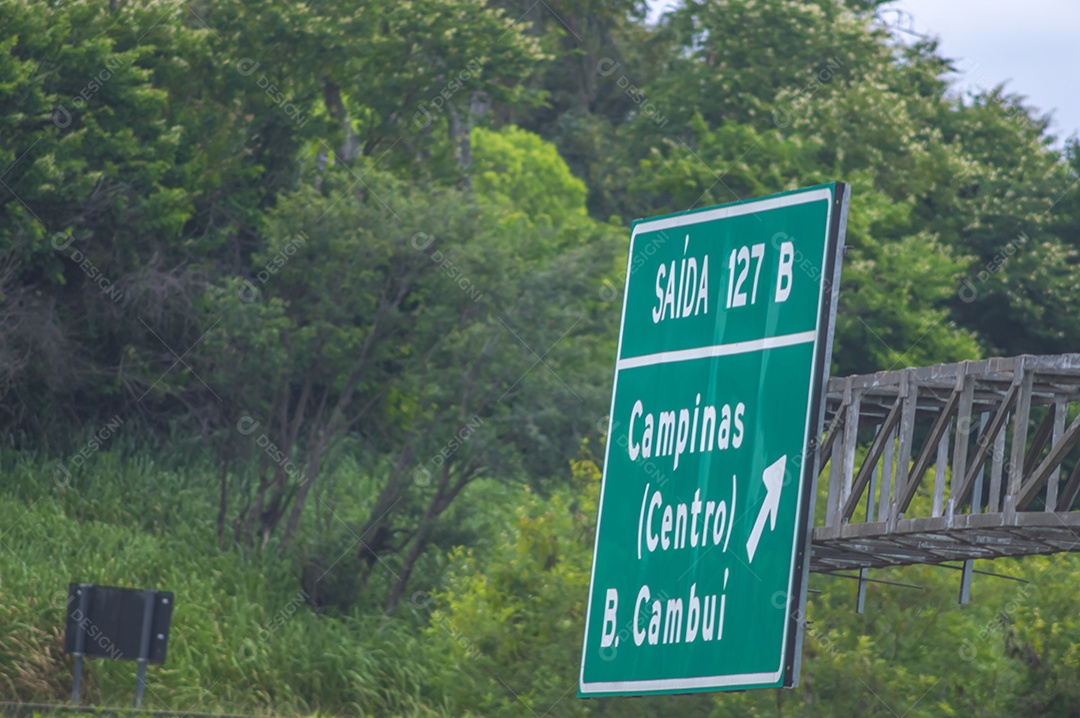 SAÍDA 127 B
Campinas
(Centro)
B. Cambuí